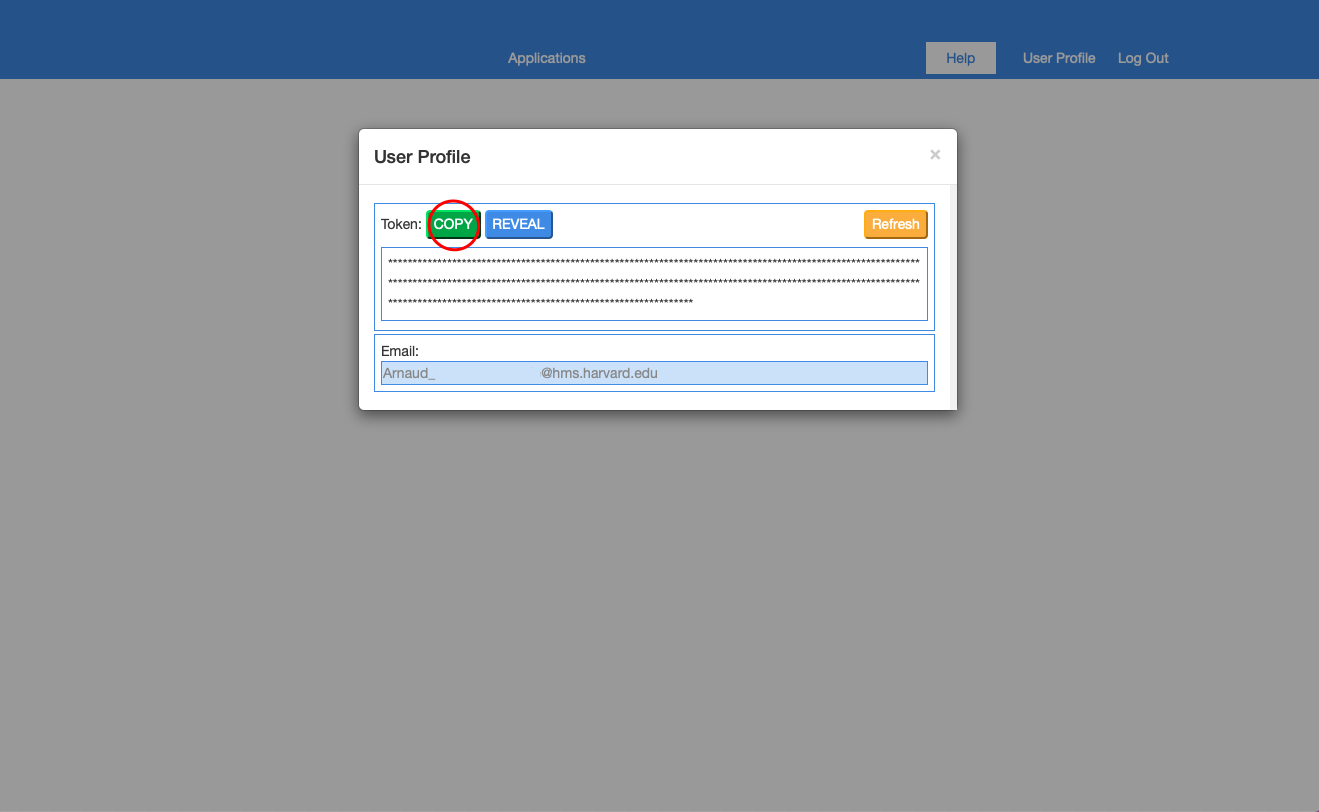 Applications Help User Profile Log Out
User Profile ×
Token: COPY REVEAL Refresh
************************************************************************************************************
************************************************************************************************************
**************************************************************
Email:
Arnaud_ @hms.harvard.edu